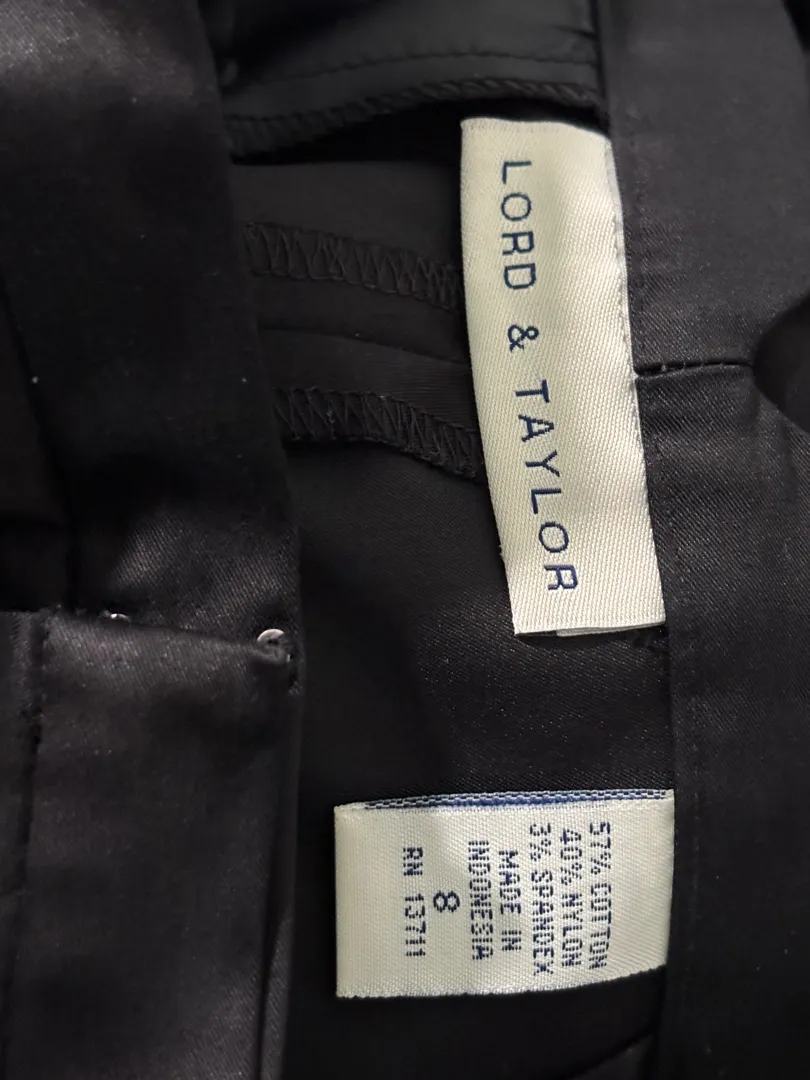 LORD & TAYLOR
57% COTTON
40% NYLON
3% SPANDEX
MADE IN
INDONESIA
8
RN 13711